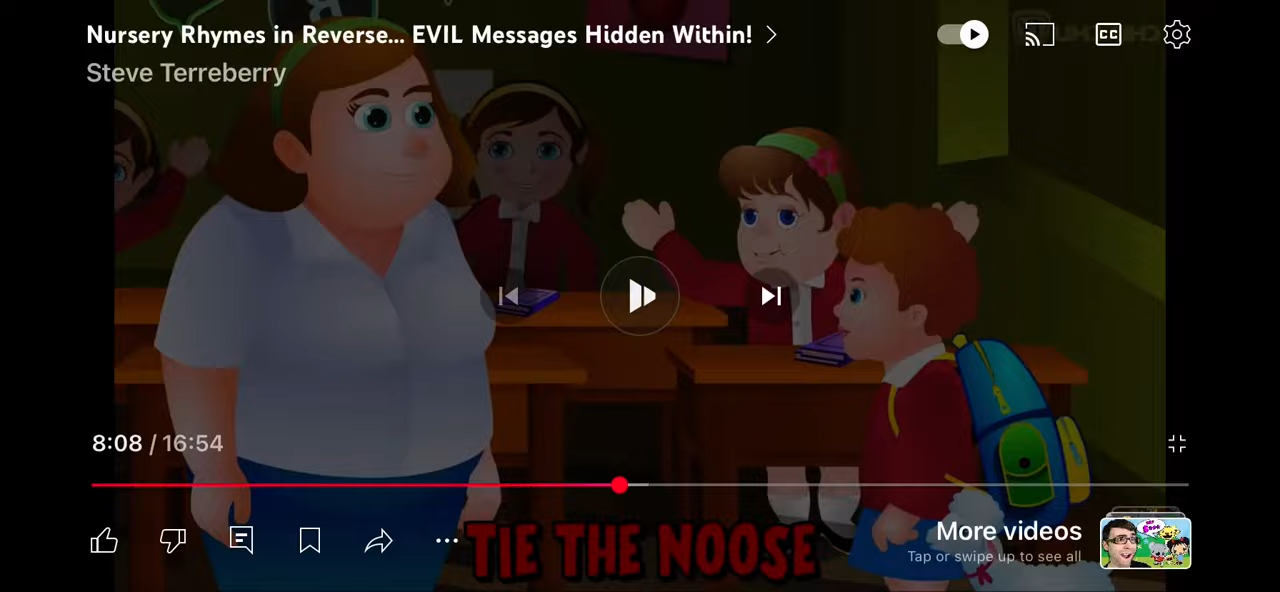 Nursery Rhymes in Reverse... EVIL Messages Hidden Within!
Steve Terreberry
CC
8:08 / 16:54
TIE THE NOOSE
More videos
Tap or swipe up to see all